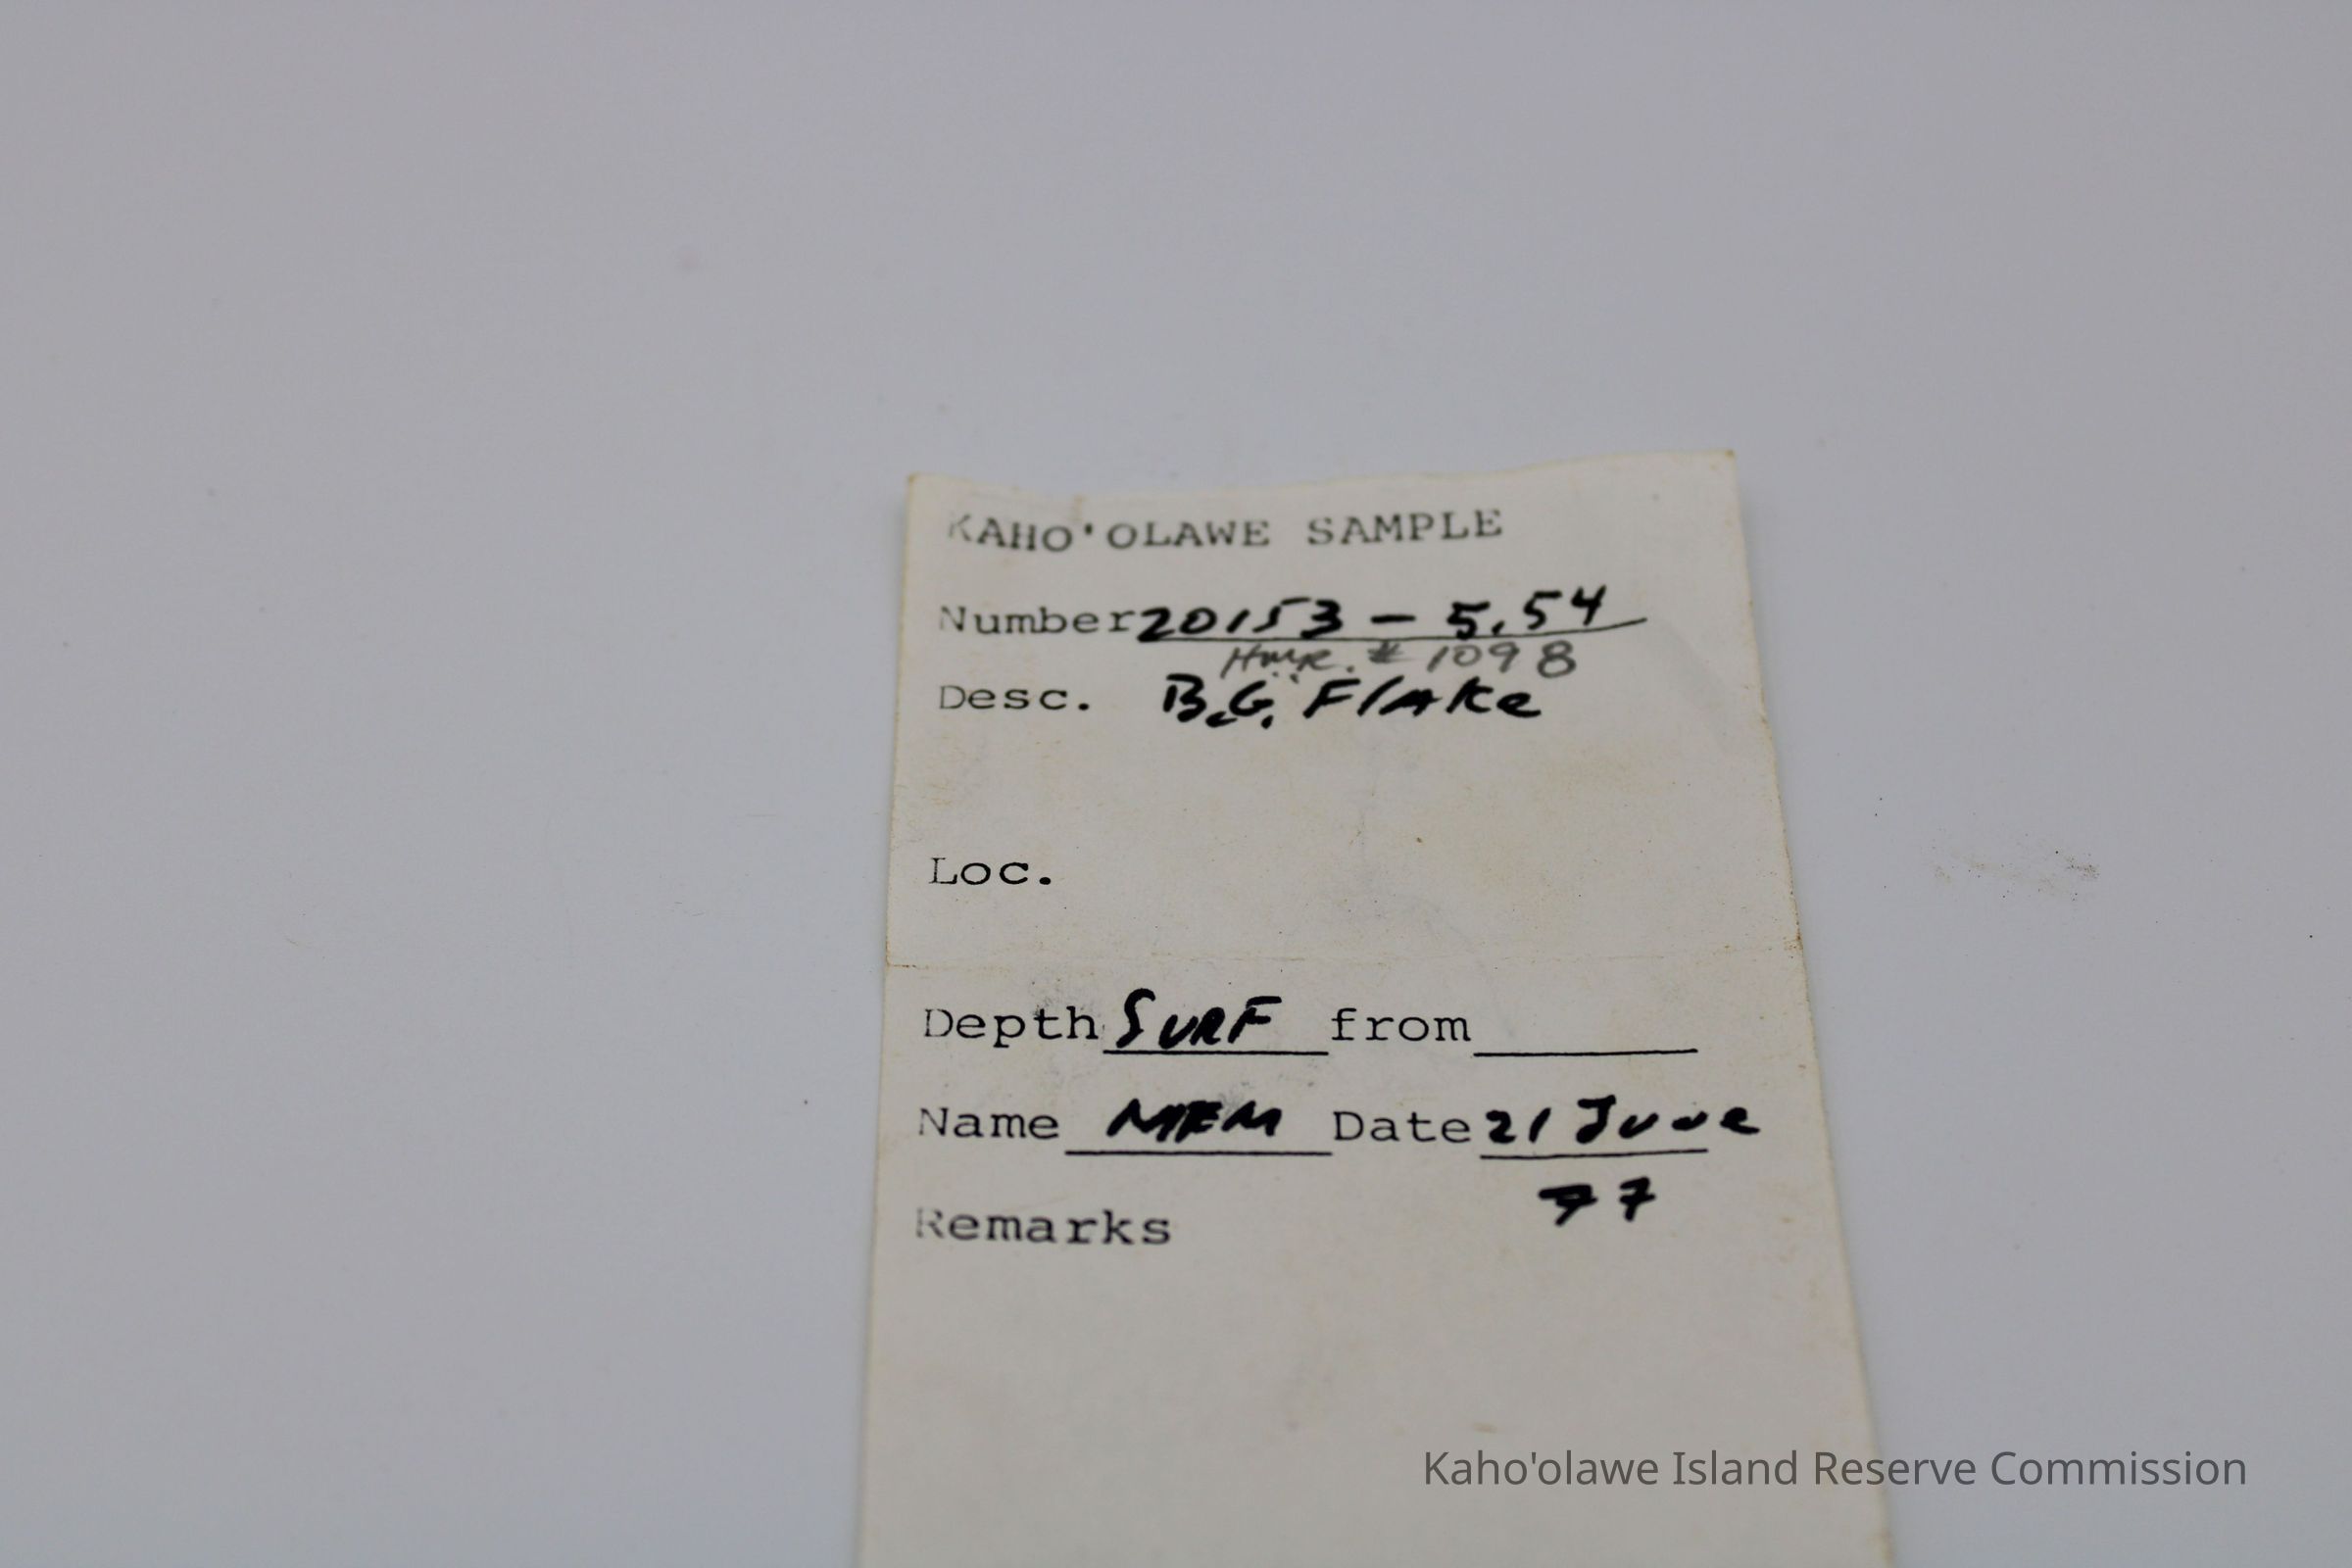 KAHO'OLAWE SAMPLE
Number 20153 - 5.54
# 1098
Desc. B.G. Flake
Loc.
Depth SURF from
Name MFM Date 21 June
77
Remarks
Kaho'olawe Island Reserve Commission